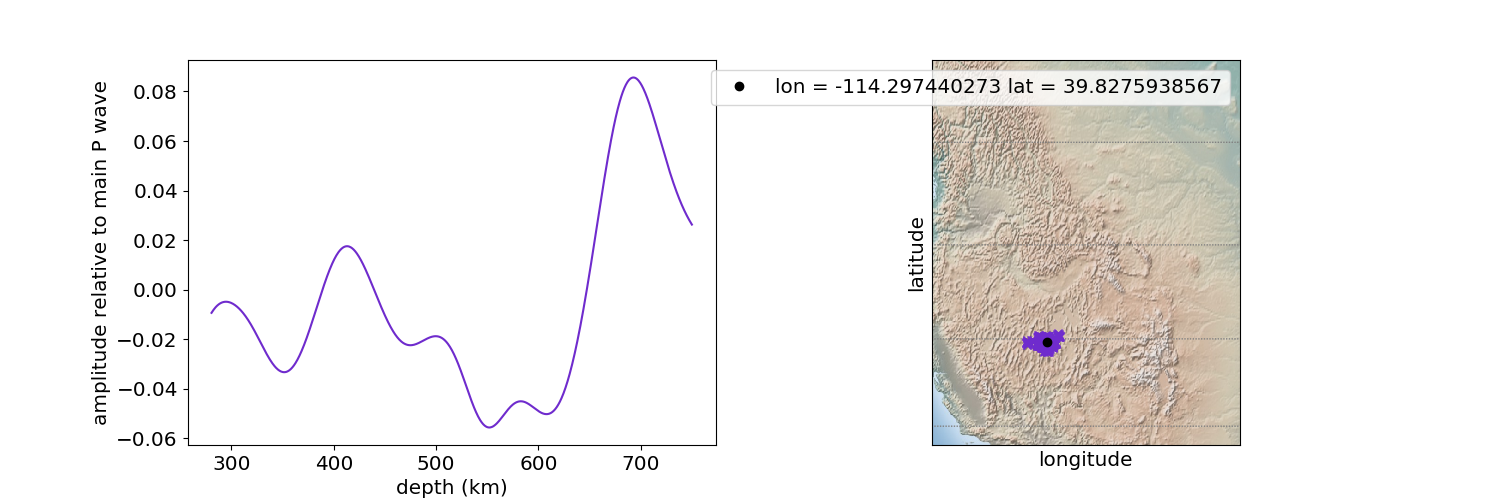 lon = -114.297440273 lat = 39.8275938567
amplitude relative to main P wave
0.08
0.06
0.04
0.02
0.00
−0.02
−0.04
−0.06
300 400 500 600 700
depth (km)
latitude
longitude